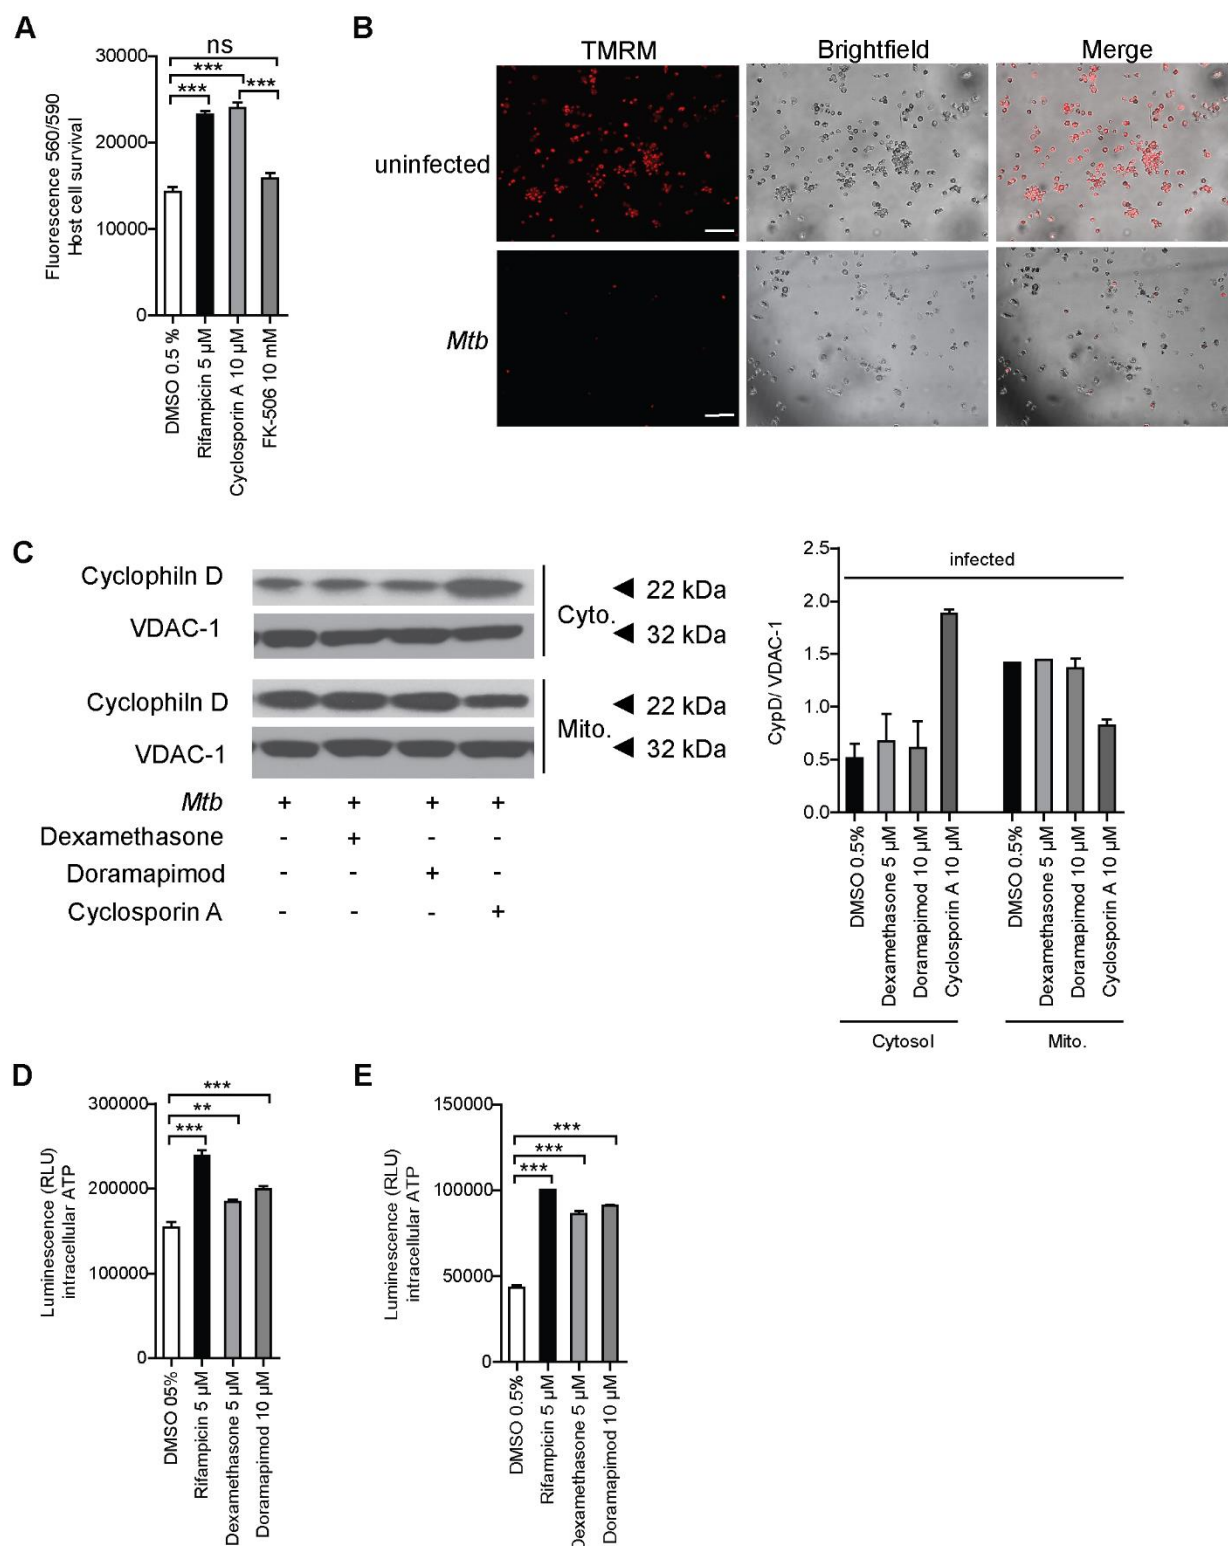 A
ns
***
*** ***
30000
20000
10000
0
Fluorescence 560/590
Host cell survival
DMSO 0.5 %
Rifampicin 5 µM
Cyclosporin A 10 µM
FK-506 10 mM
B
TMRM Brightfield Merge
uninfected
Mtb
C
Cyclophiln D
22 kDa
VDAC-1
32 kDa
Cyto.
Cyclophiln D
22 kDa
VDAC-1
32 kDa
Mito.
Mtb + + + +
Dexamethasone - + - -
Doramapimod - - + -
Cyclosporin A - - - +
2.5
2.0
1.5
1.0
0.5
0.0
CypD/ VDAC-1
infected
DMSO 0.5%
Dexamethasone 5 µM
Doramapimod 10 µM
Cyclosporin A 10 µM
DMSO 0.5%
Dexamethasone 5 µM
Doramapimod 10 µM
Cyclosporin A 10 µM
Cytosol Mito.
D
***
**
***
300000
200000
100000
0
Luminescence (RLU)
intracellular ATP
DMSO 05%
Rifampicin 5 µM
Dexamethasone 5 µM
Doramapimod 10 µM
E
***
***
***
150000
100000
50000
0
Luminescence (RLU)
intracellular ATP
DMSO 0.5%
Rifampicin 5 µM
Dexamethasone 5 µM
Doramapimod 10 µM